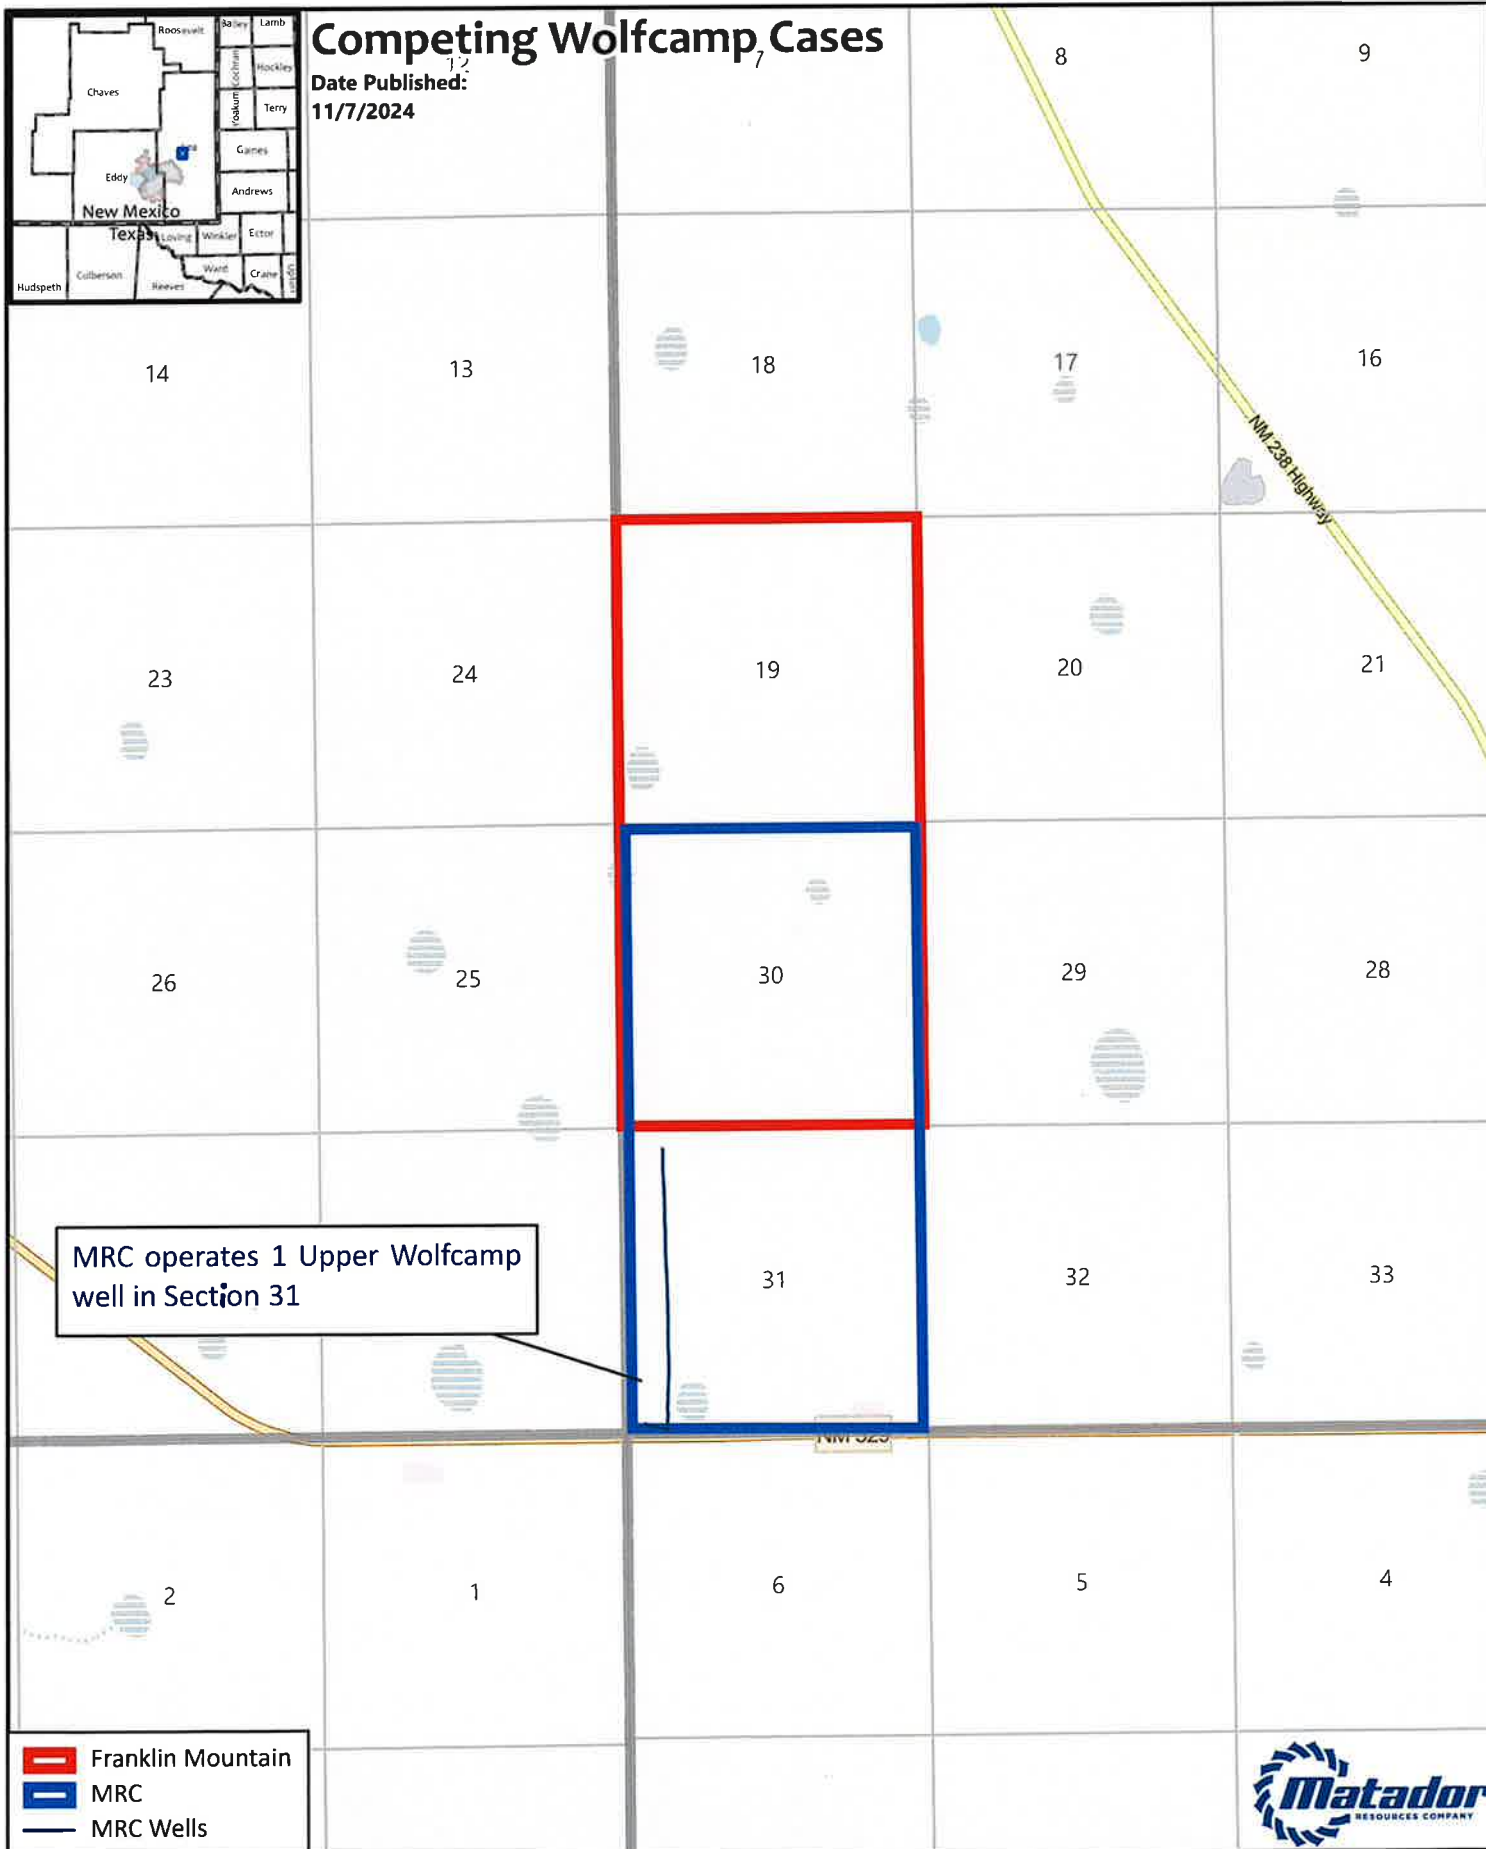 Competing Wolfcamp Cases
Date Published:
11/7/2024
Roosevelt
Bailey
Lamb
Cochran
Hockley
Chaves
Yoakum
Terry
Gaines
Eddy
Andrews
New Mexico
Texas
Loving
Winkler
Ector
Hudspeth
Culberson
Reeves
Ward
Crane
Upton
12
7
8
9
14
13
18
17
16
NM 238 Highway
23
24
19
20
21
26
25
30
29
28
MRC operates 1 Upper Wolfcamp
well in Section 31
31
32
33
2
1
6
5
4
Franklin Mountain
MRC
MRC Wells
Matador
RESOURCES COMPANY